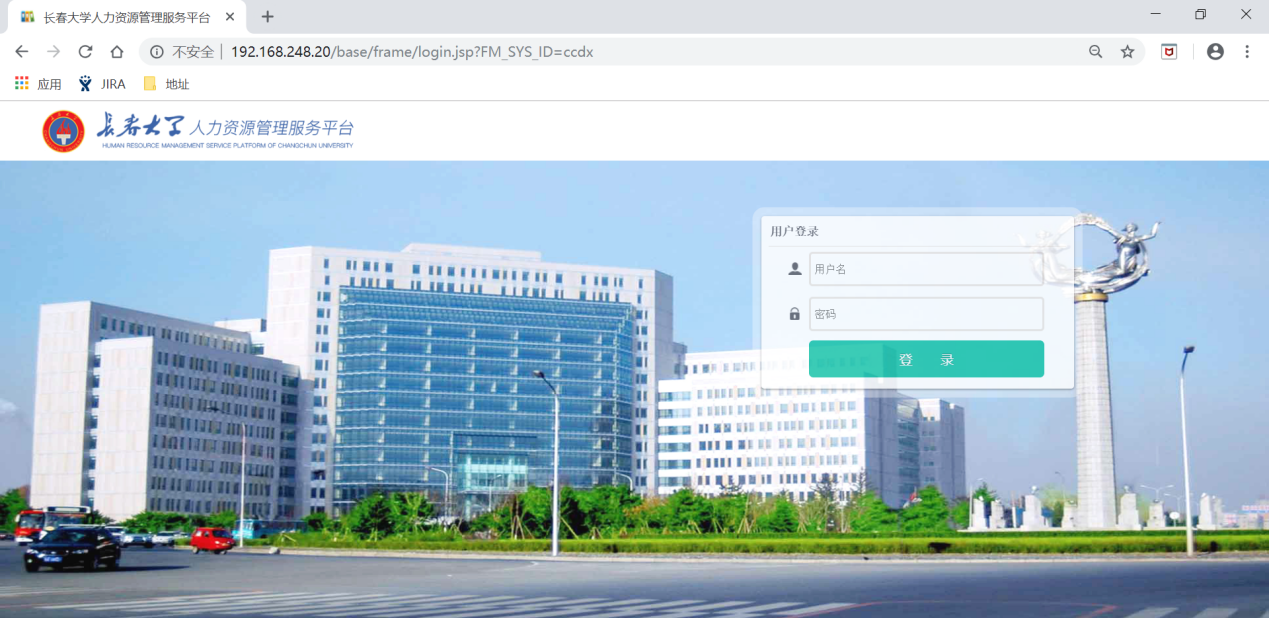 长春大学人力资源管理服务平台
不安全 | 192.168.248.20/base/frame/login.jsp?FM_SYS_ID=ccdx
应用 JIRA 地址
长春大学 人力资源管理服务平台
HUMAN RESOURCE MANAGEMENT SERVICE PLATFORM OF CHANGCHUN UNIVERSITY
用户登录
用户名
密码
登 录